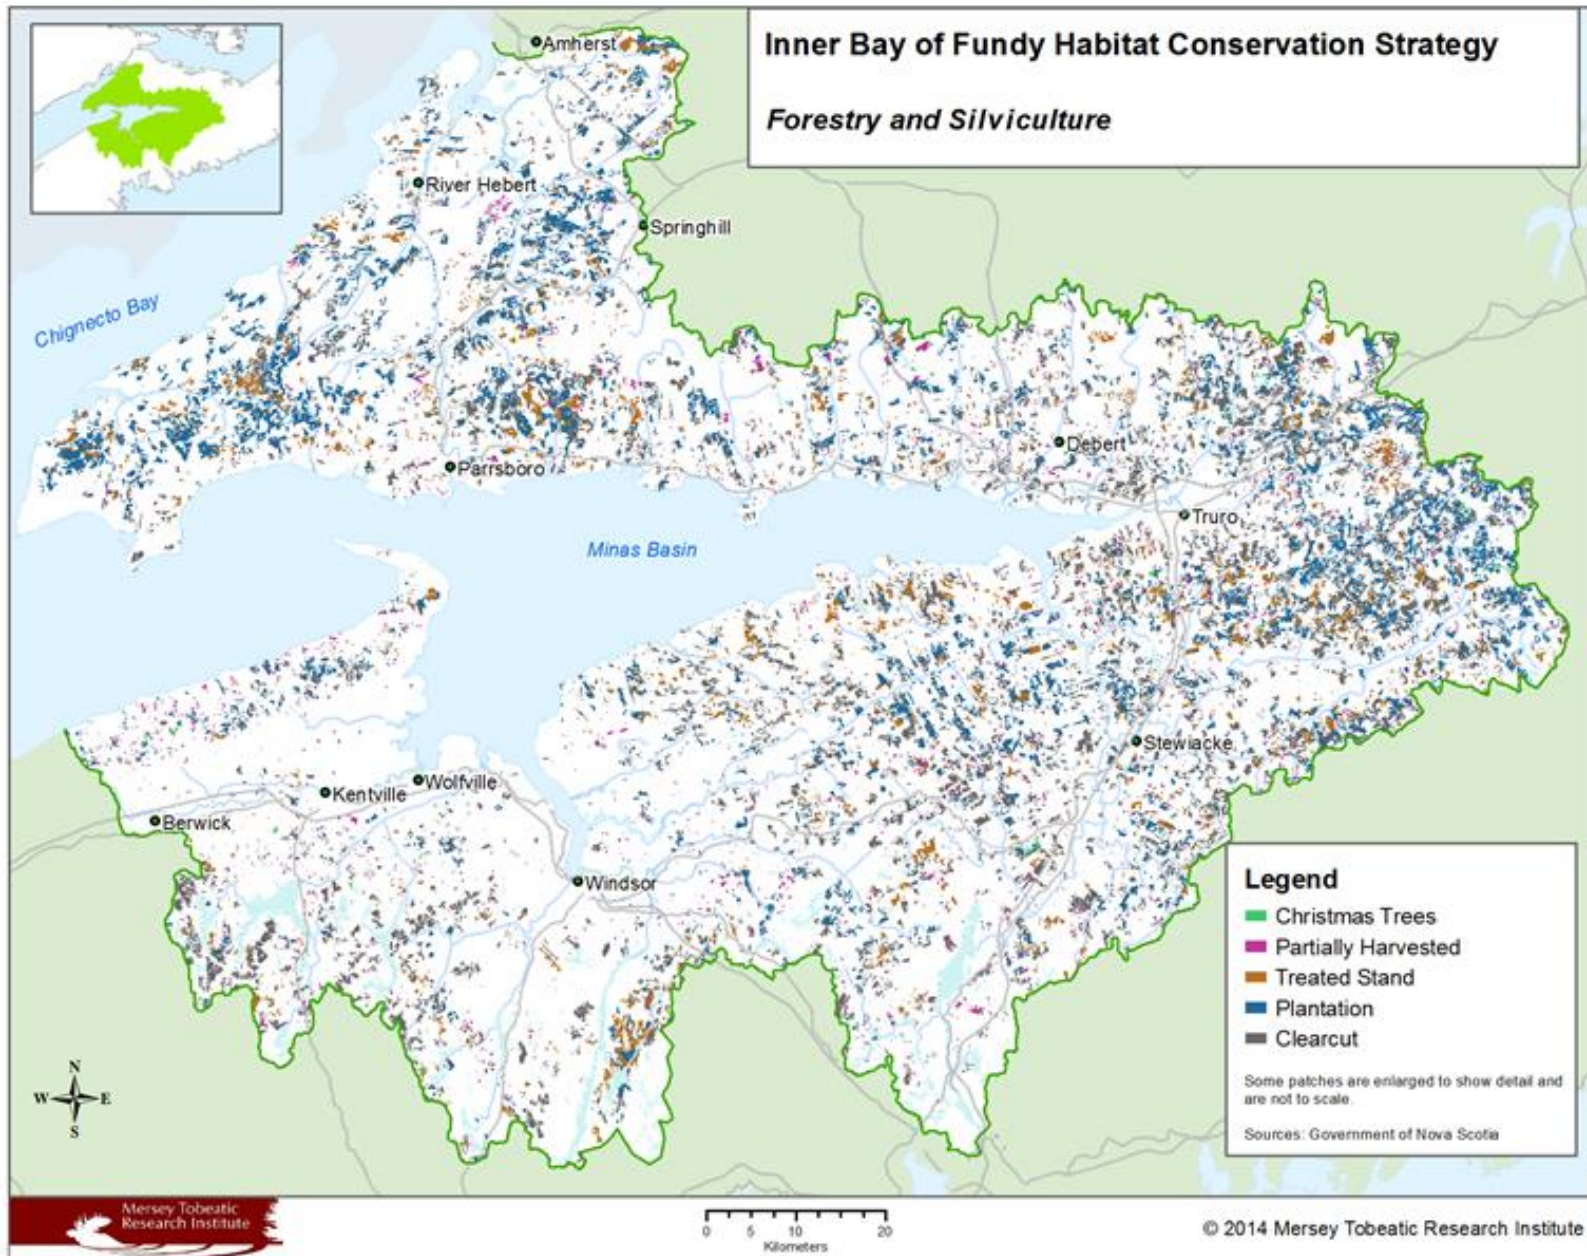 Inner Bay of Fundy Habitat Conservation Strategy
Forestry and Silviculture
Amherst
River Hebert
Springhill
Chignecto Bay
Debert
Parrsboro
Truro
Minas Basin
Stewiacke
Wolfville
Kentville
Berwick
Windsor
Legend
Christmas Trees
Partially Harvested
Treated Stand
Plantation
Clearcut
Some patches are enlarged to show detail and
are not to scale.
Sources: Government of Nova Scotia
N
W E
S
Mersey Tobeatic
Research Institute
0 5 10 20
Kilometers
© 2014 Mersey Tobeatic Research Institute